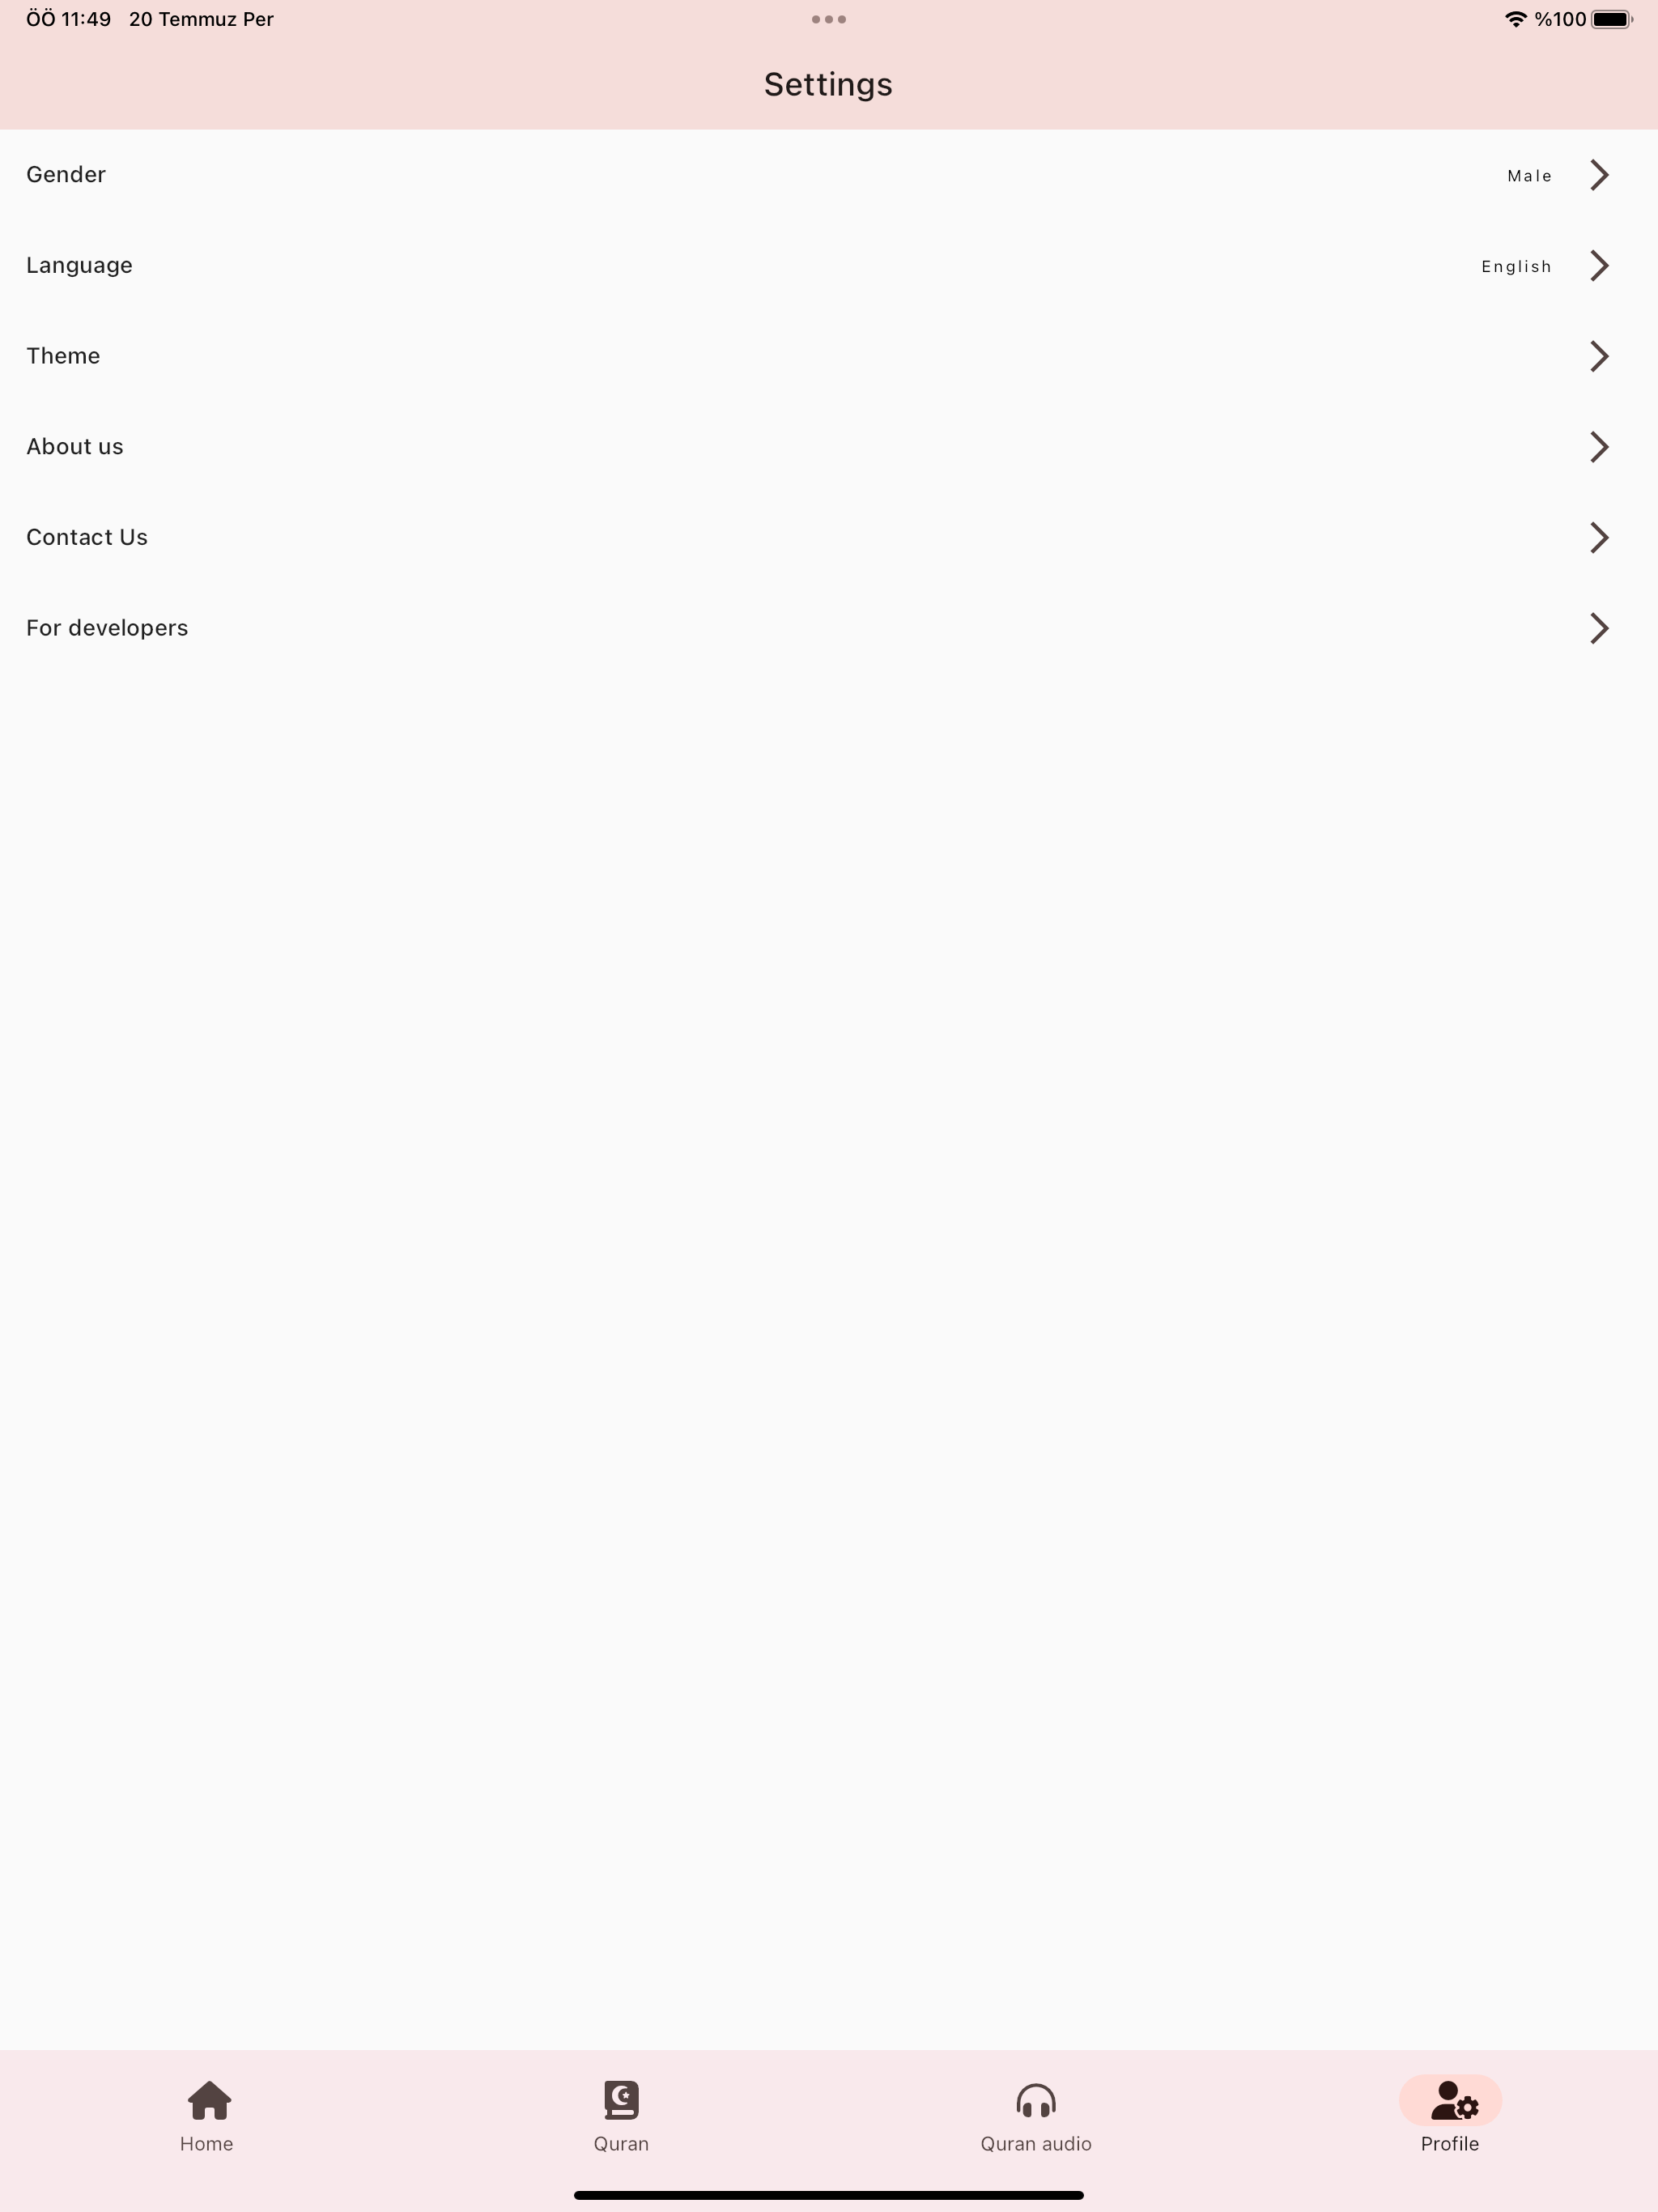 ÖÖ 11:49 20 Temmuz Per %100
Settings
Gender Male
Language English
Theme
About us
Contact Us
For developers
Home Quran Quran audio Profile